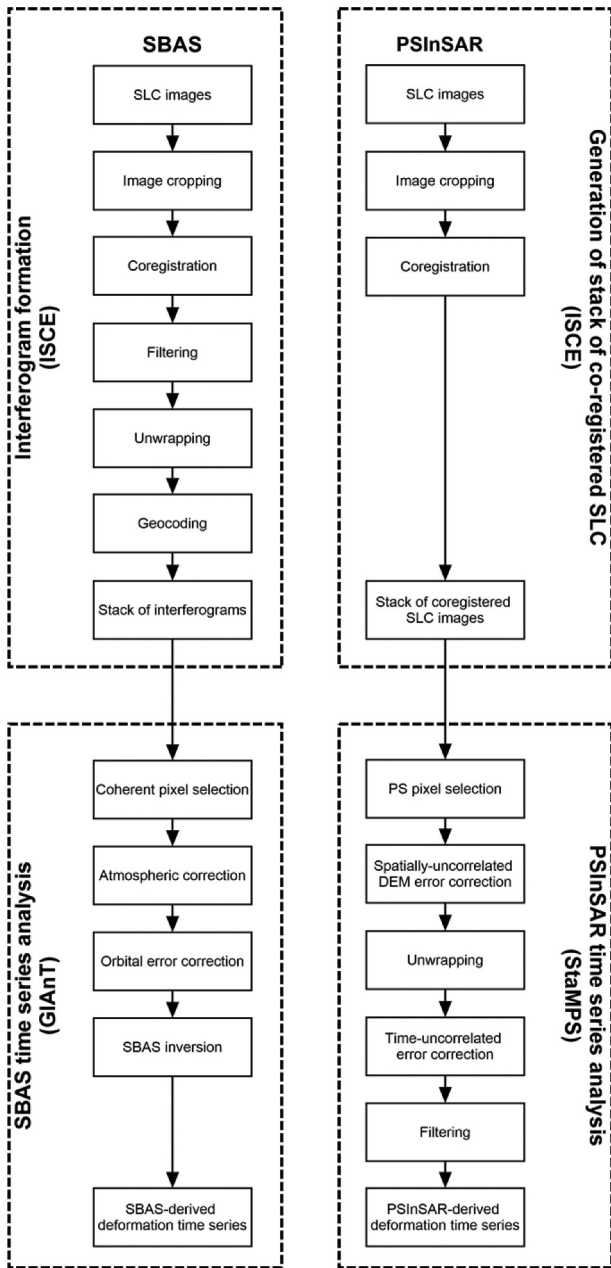 SBAS
SLC images
Image cropping
Coregistration
Filtering
Unwrapping
Geocoding
Stack of interferograms
Interferogram formation
(ISCE)
Coherent pixel selection
Atmospheric correction
Orbital error correction
SBAS inversion
SBAS-derived
deformation time series
SBAS time series analysis
(GIAnT)
PSInSAR
SLC images
Image cropping
Coregistration
Stack of coregistered
SLC images
Generation of stack of co-registered SLC
(ISCE)
PS pixel selection
Spatially-uncorrelated
DEM error correction
Unwrapping
Time-uncorrelated
error correction
Filtering
PSInSAR-derived
deformation time series
PSInSAR time series analysis
(StaMPS)